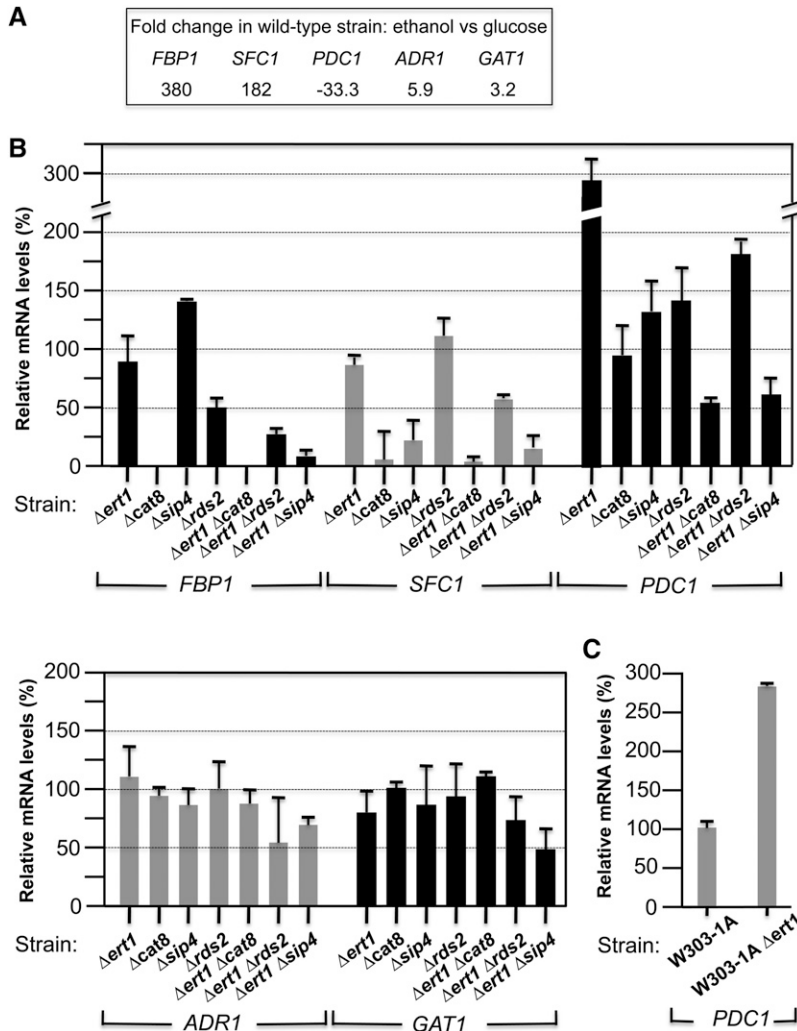 A
Fold change in wild-type strain: ethanol vs glucose
FBP1 SFC1 PDC1 ADR1 GAT1
380 182 -33.3 5.9 3.2
B
Relative mRNA levels (%)
300
200
150
100
50
0
Strain:
Δert1
Δcat8
Δsip4
Δrds2
Δert1 Δcat8
Δert1 Δrds2
Δert1 Δsip4
Δert1
Δcat8
Δsip4
Δrds2
Δert1 Δcat8
Δert1 Δrds2
Δert1 Δsip4
Δert1
Δcat8
Δsip4
Δrds2
Δert1 Δcat8
Δert1 Δrds2
Δert1 Δsip4
FBP1 SFC1 PDC1
Relative mRNA levels (%)
200
150
100
50
0
Strain:
Δert1
Δcat8
Δsip4
Δrds2
Δert1 Δcat8
Δert1 Δrds2
Δert1 Δsip4
Δert1
Δcat8
Δsip4
Δrds2
Δert1 Δcat8
Δert1 Δrds2
Δert1 Δsip4
ADR1 GAT1
C
Relative mRNA levels (%)
300
250
200
150
100
50
0
Strain:
W303-1A
W303-1A Δert1
PDC1